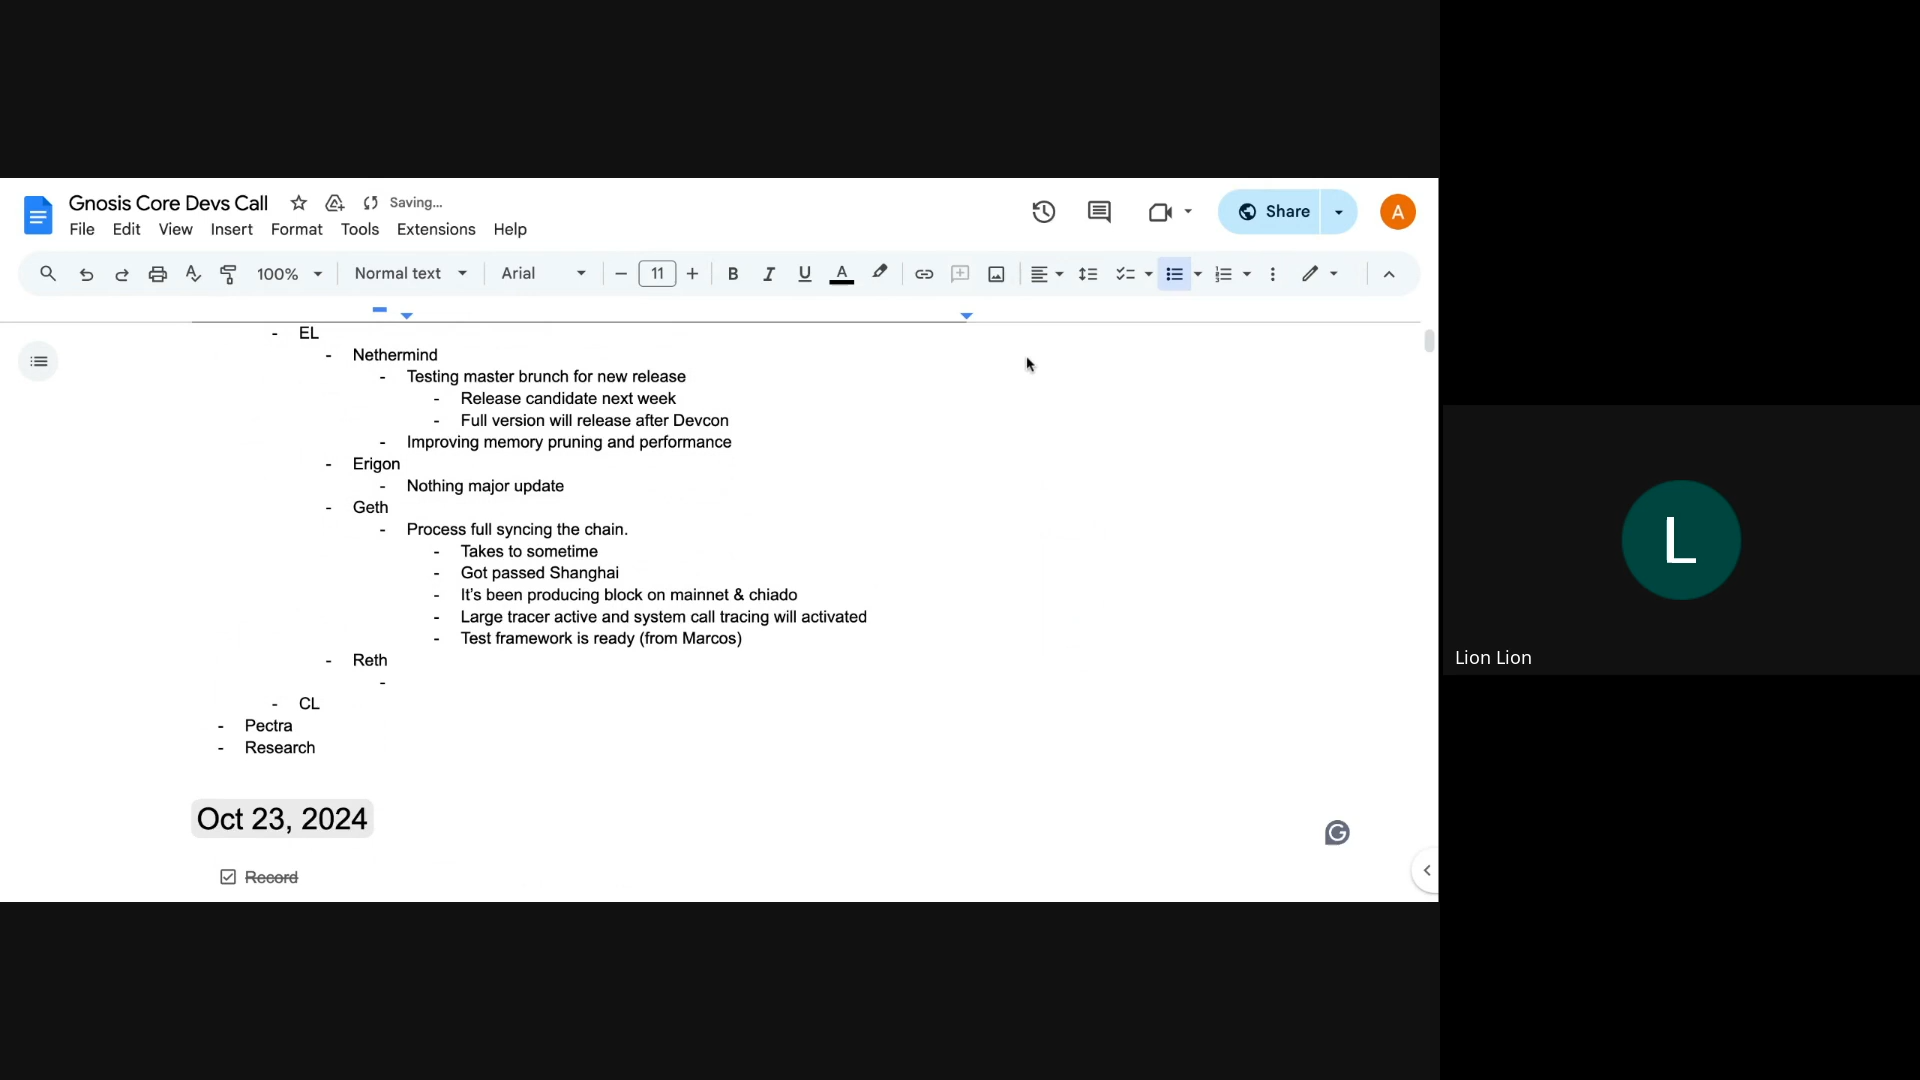 Gnosis Core Devs Call Saving...
File Edit View Insert Format Tools Extensions Help
Share
A
100% Normal text Arial 11 B I U A
- EL
- Nethermind
- Testing master brunch for new release
- Release candidate next week
- Full version will release after Devcon
- Improving memory pruning and performance
- Erigon
- Nothing major update
- Geth
- Process full syncing the chain.
- Takes to sometime
- Got passed Shanghai
- It's been producing block on mainnet & chiado
- Large tracer active and system call tracing will activated
- Test framework is ready (from Marcos)
- Reth
-
- CL
- Pectra
- Research
Oct 23, 2024
Record
L
Lion Lion